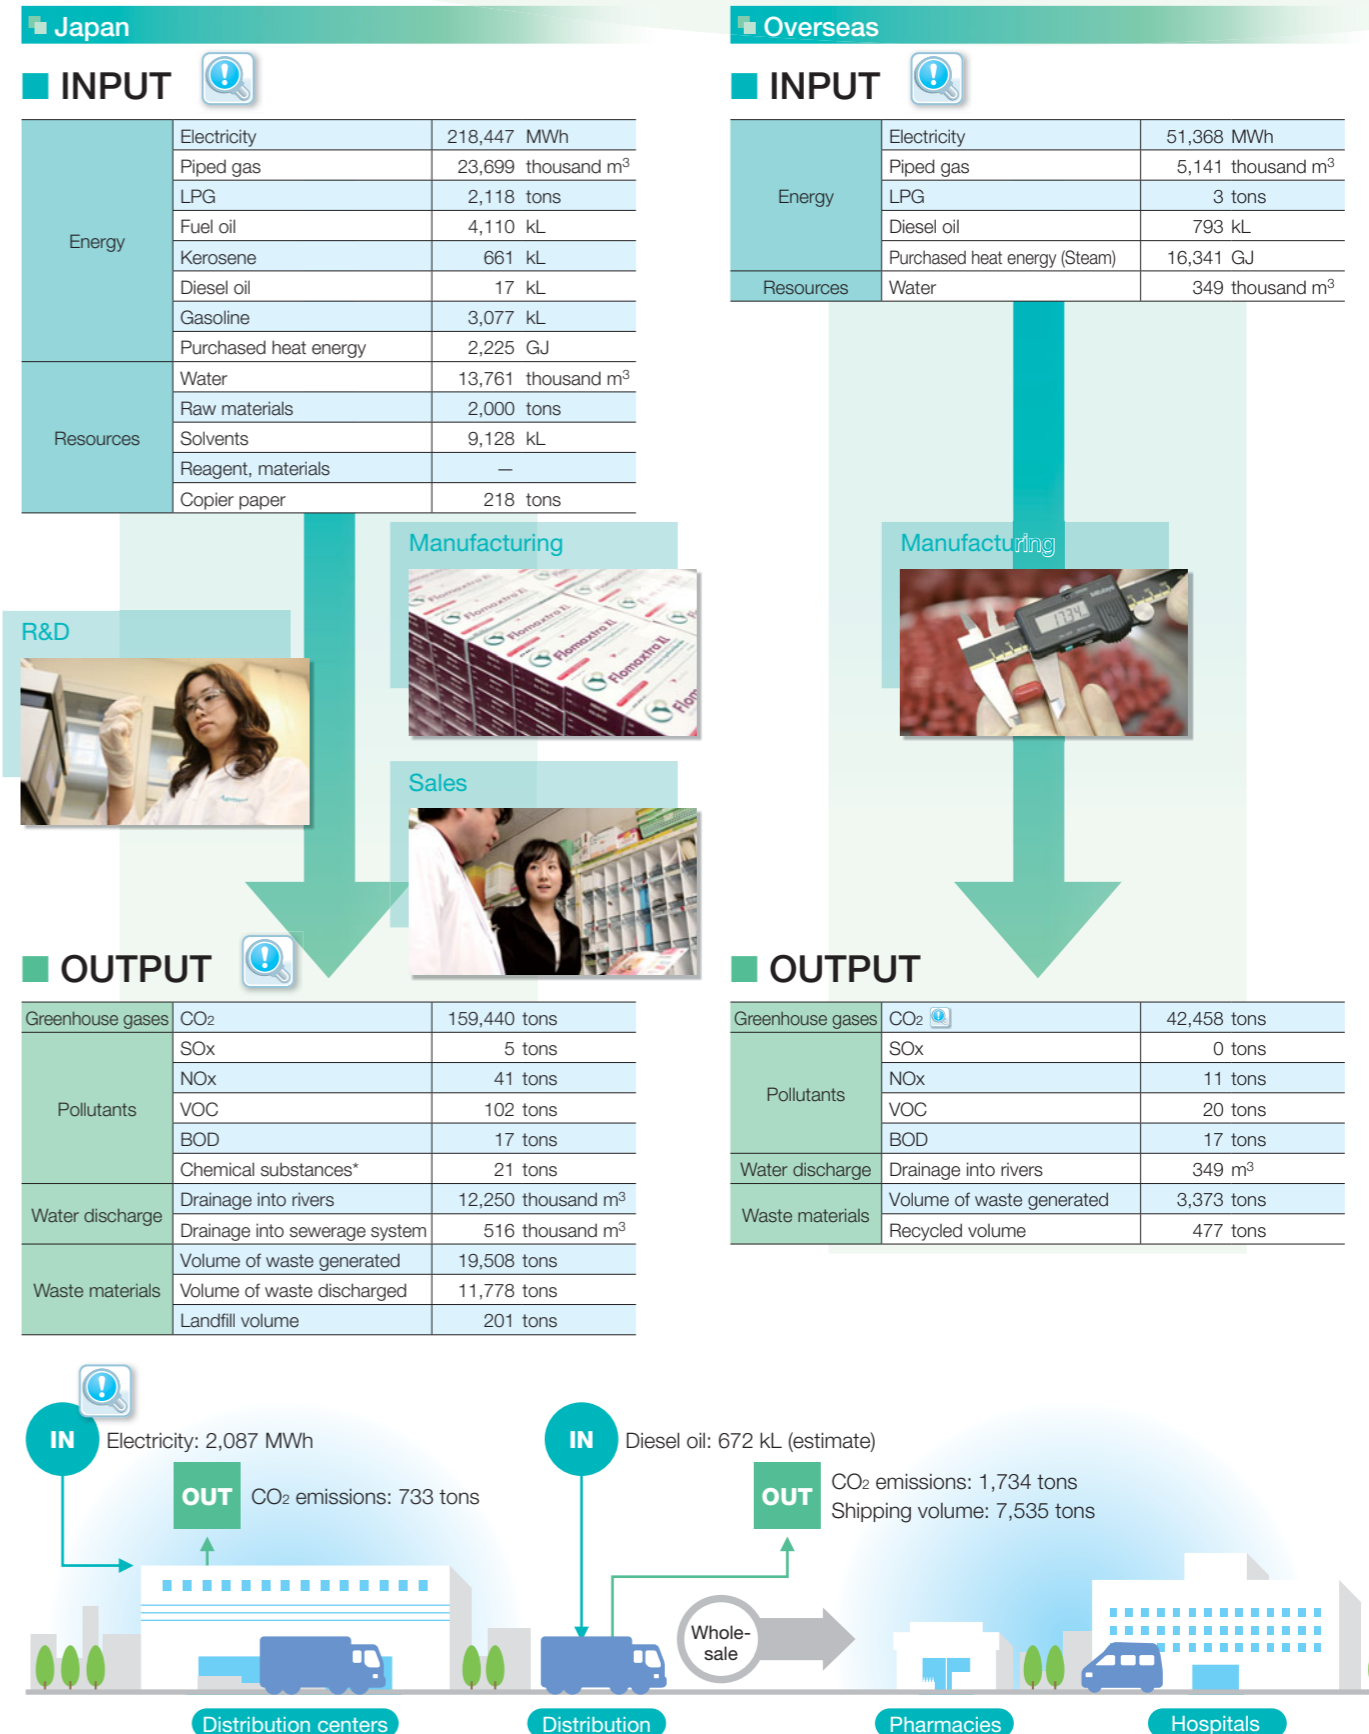 Japan
INPUT
Energy
Electricity 218,447 MWh
Piped gas 23,699 thousand m³
LPG 2,118 tons
Fuel oil 4,110 kL
Kerosene 661 kL
Diesel oil 17 kL
Gasoline 3,077 kL
Purchased heat energy 2,225 GJ
Resources
Water 13,761 thousand m³
Raw materials 2,000 tons
Solvents 9,128 kL
Reagent, materials —
Copier paper 218 tons
R&D
Manufacturing
Flomaxtra XL
Flomaxtra XL
Flomaxtra XL
Sales
OUTPUT
Greenhouse gases CO₂ 159,440 tons
Pollutants
SOx 5 tons
NOx 41 tons
VOC 102 tons
BOD 17 tons
Chemical substances* 21 tons
Water discharge
Drainage into rivers 12,250 thousand m³
Drainage into sewerage system 516 thousand m³
Waste materials
Volume of waste generated 19,508 tons
Volume of waste discharged 11,778 tons
Landfill volume 201 tons
Overseas
INPUT
Energy
Electricity 51,368 MWh
Piped gas 5,141 thousand m³
LPG 3 tons
Diesel oil 793 kL
Purchased heat energy (Steam) 16,341 GJ
Resources Water 349 thousand m³
Manufacturing
OUTPUT
Greenhouse gases CO₂ 42,458 tons
Pollutants
SOx 0 tons
NOx 11 tons
VOC 20 tons
BOD 17 tons
Water discharge Drainage into rivers 349 m³
Waste materials
Volume of waste generated 3,373 tons
Recycled volume 477 tons
IN Electricity: 2,087 MWh
OUT CO₂ emissions: 733 tons
IN Diesel oil: 672 kL (estimate)
OUT
CO₂ emissions: 1,734 tons
Shipping volume: 7,535 tons
Whole-
sale
Distribution centers
Distribution
Pharmacies
Hospitals